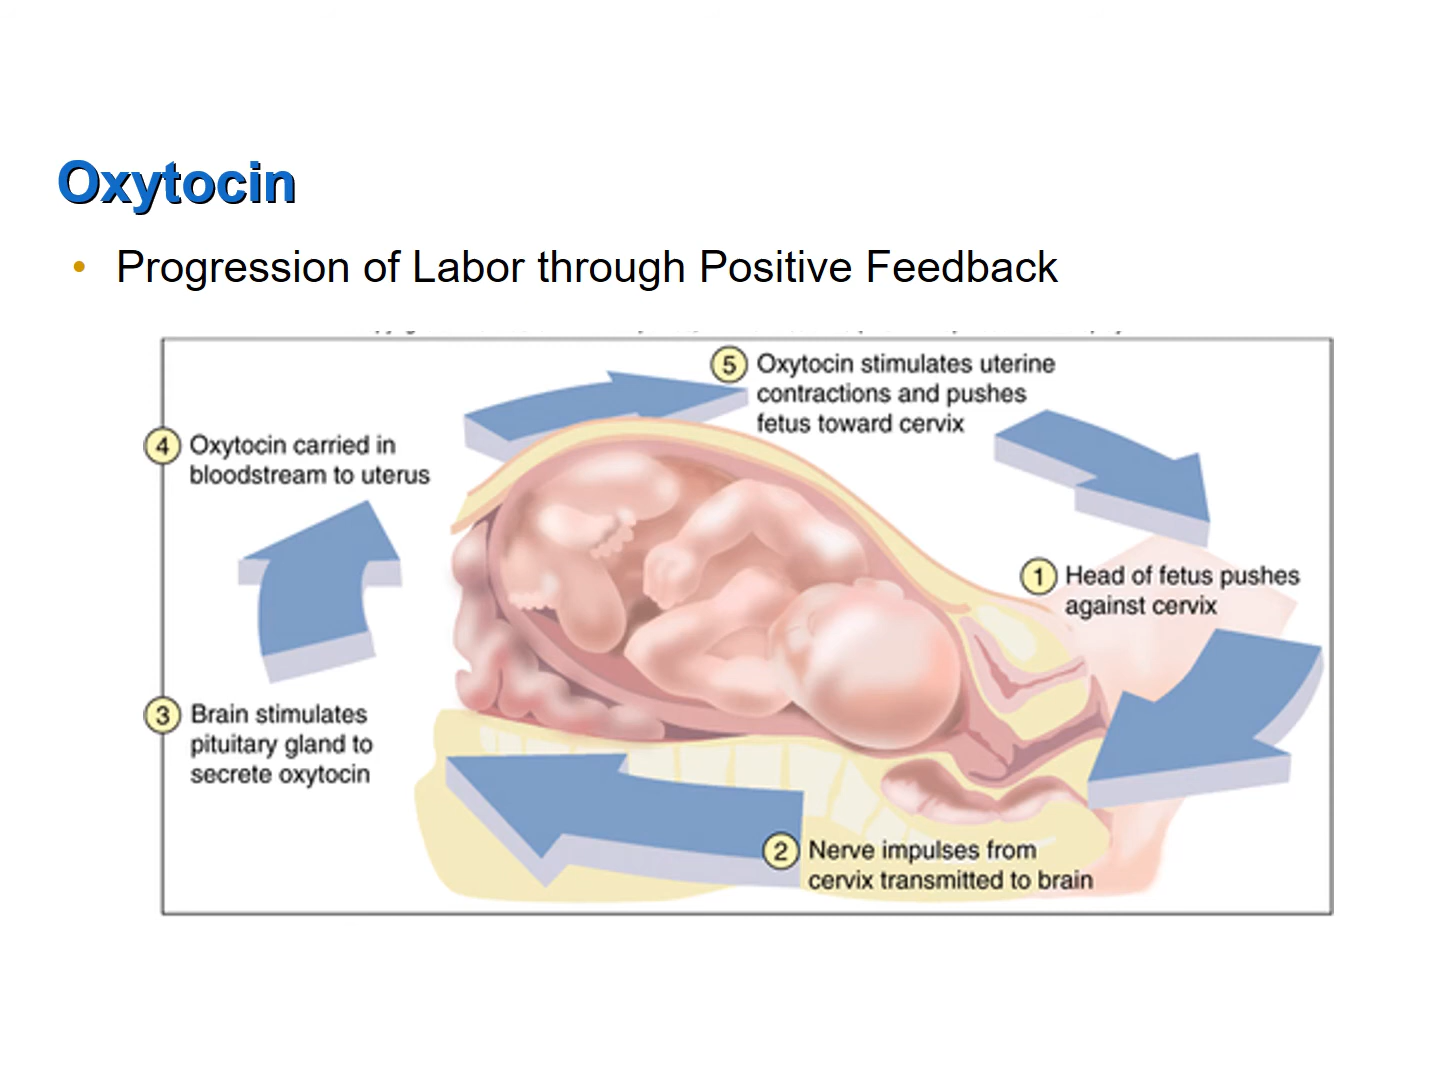 Oxytocin
• Progression of Labor through Positive Feedback
5 Oxytocin stimulates uterine
contractions and pushes
fetus toward cervix
4 Oxytocin carried in
bloodstream to uterus
1 Head of fetus pushes
against cervix
3 Brain stimulates
pituitary gland to
secrete oxytocin
2 Nerve impulses from
cervix transmitted to brain